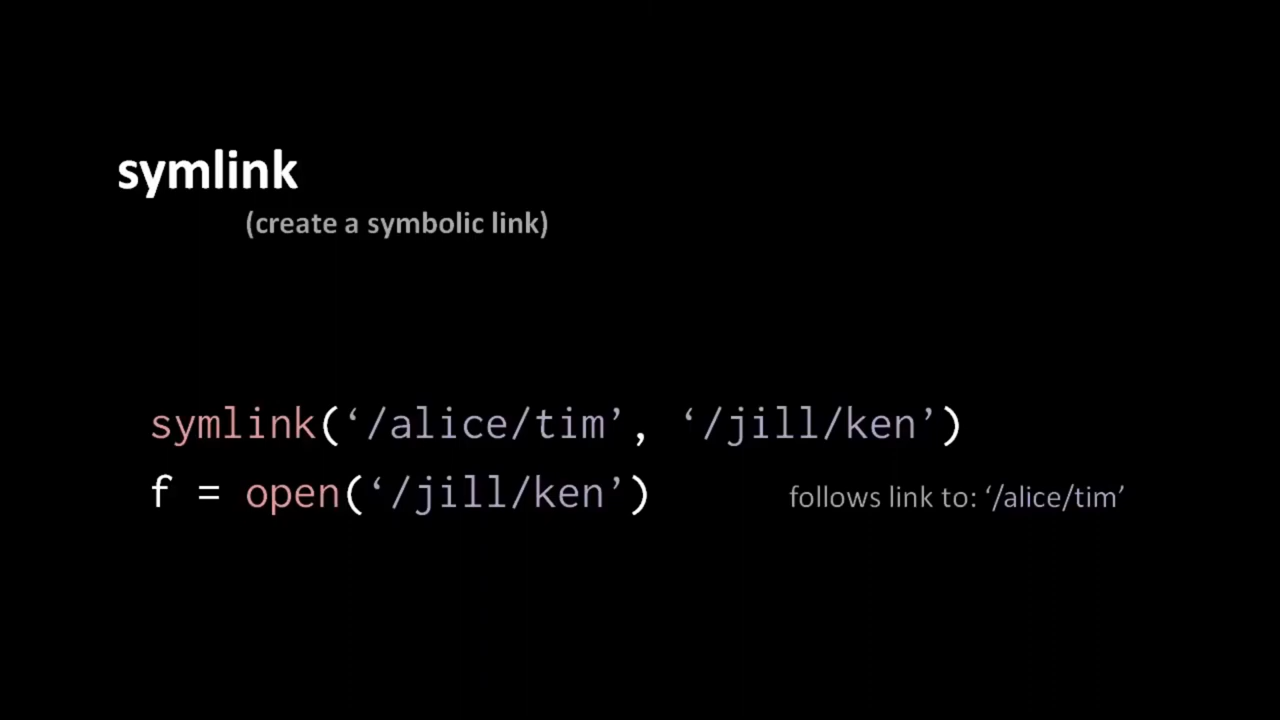 symlink
(create a symbolic link)
symlink(‘/alice/tim’, ‘/jill/ken’)
f = open(‘/jill/ken’) follows link to: ‘/alice/tim’